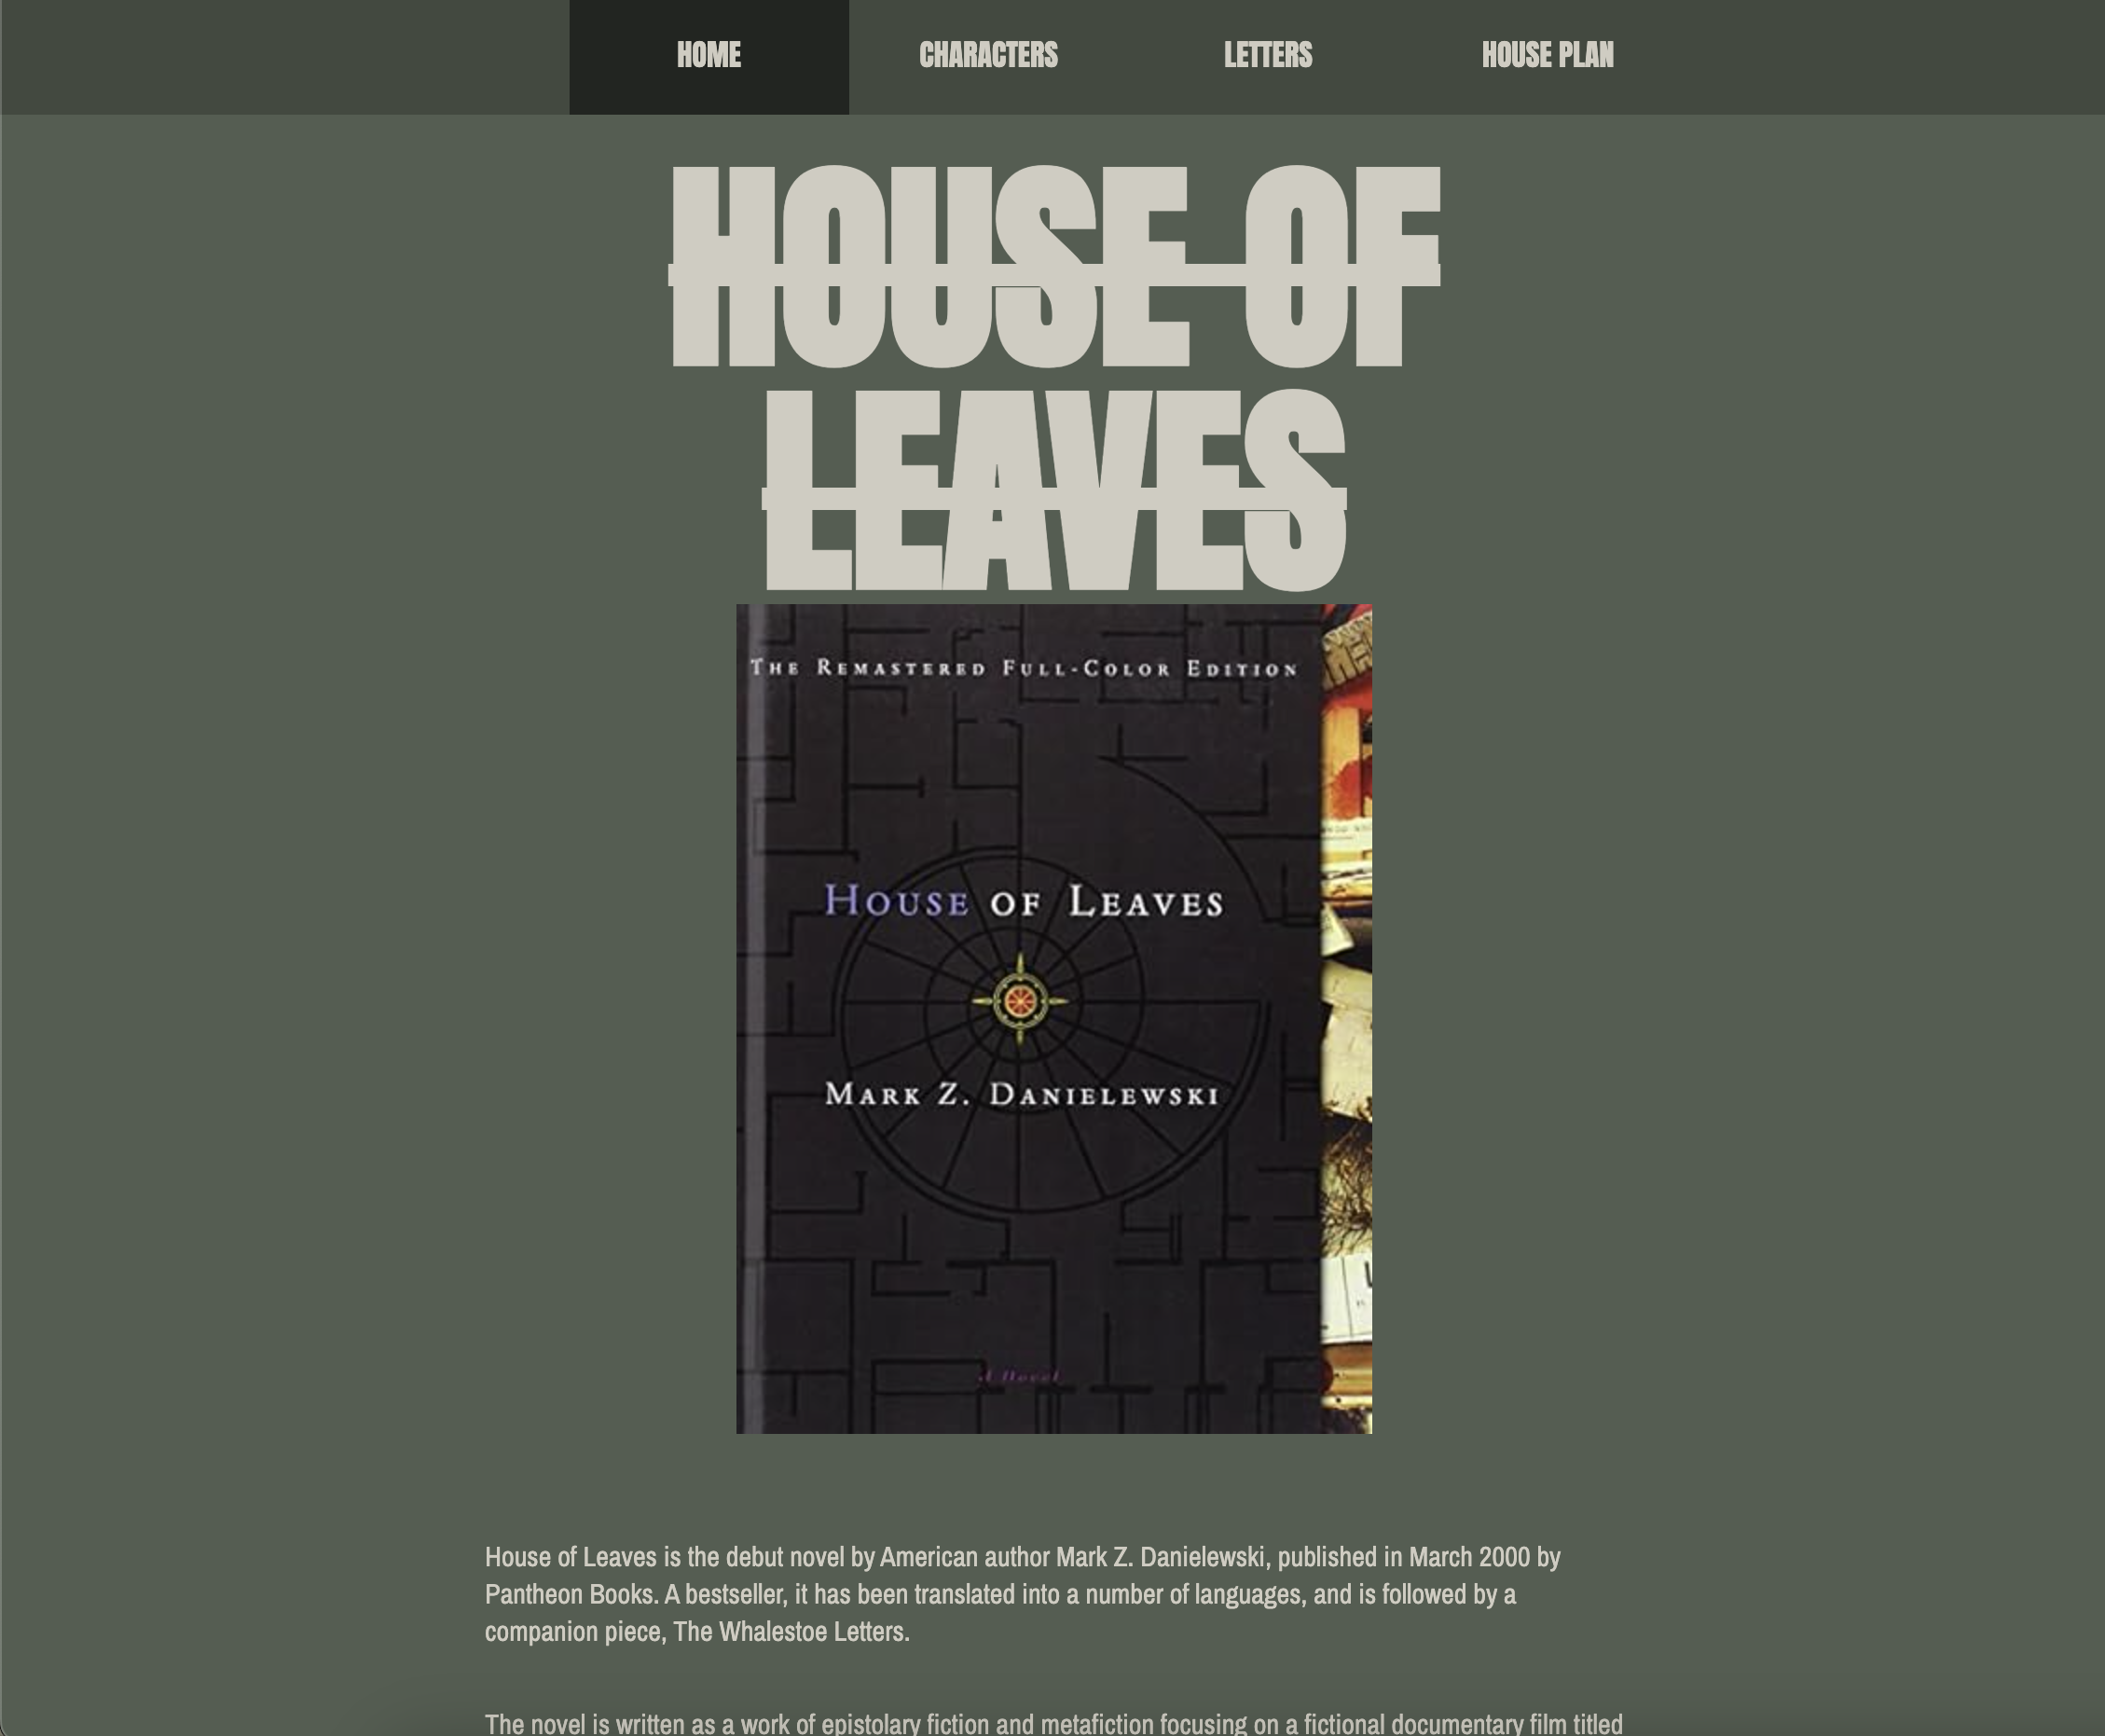 HOME CHARACTERS LETTERS HOUSE PLAN
HOUSE OF
LEAVES
THE REMASTERED FULL-COLOR EDITION
HOUSE OF LEAVES
MARK Z. DANIELEWSKI
A Novel
House of Leaves is the debut novel by American author Mark Z. Danielewski, published in March 2000 by
Pantheon Books. A bestseller, it has been translated into a number of languages, and is followed by a
companion piece, The Whalestoe Letters.
The novel is written as a work of epistolary fiction and metafiction focusing on a fictional documentary film titled